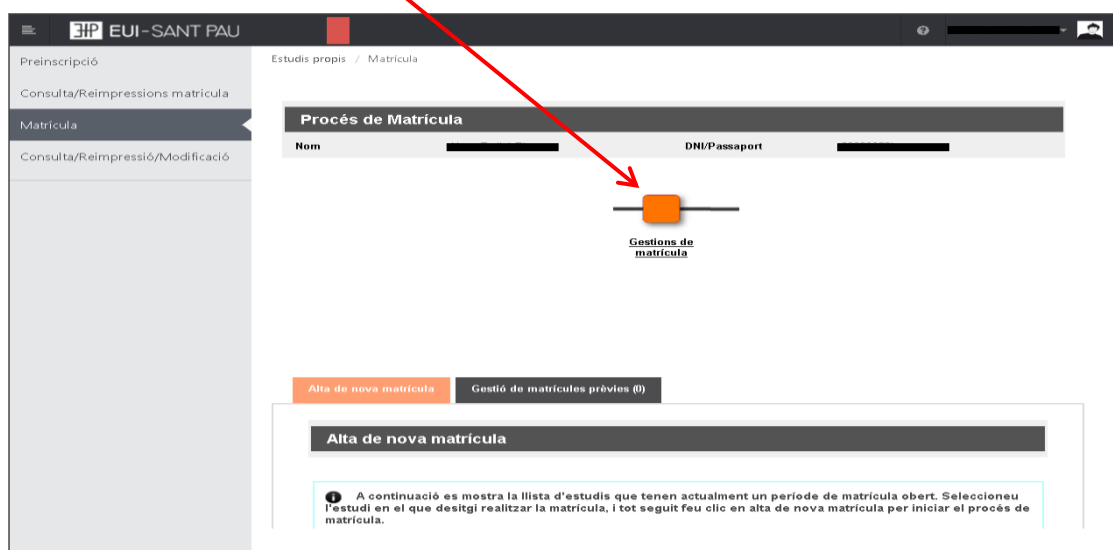 EUI-SANT PAU
Preinscripció
Consulta/Reimpressions matricula
Matrícula
Consulta/Reimpressió/Modificació
Estudis propis / Matrícula
Procés de Matrícula
Nom DNI/Passaport
Gestions de
matrícula
Alta de nova matrícula Gestió de matrícules prèvies (0)
Alta de nova matrícula
A continuació es mostra la llista d'estudis que tenen actualment un període de matrícula obert. Seleccioneu
l'estudi en el que desitgi realitzar la matrícula, i tot seguit feu clic en alta de nova matrícula per iniciar el procés de
matrícula.